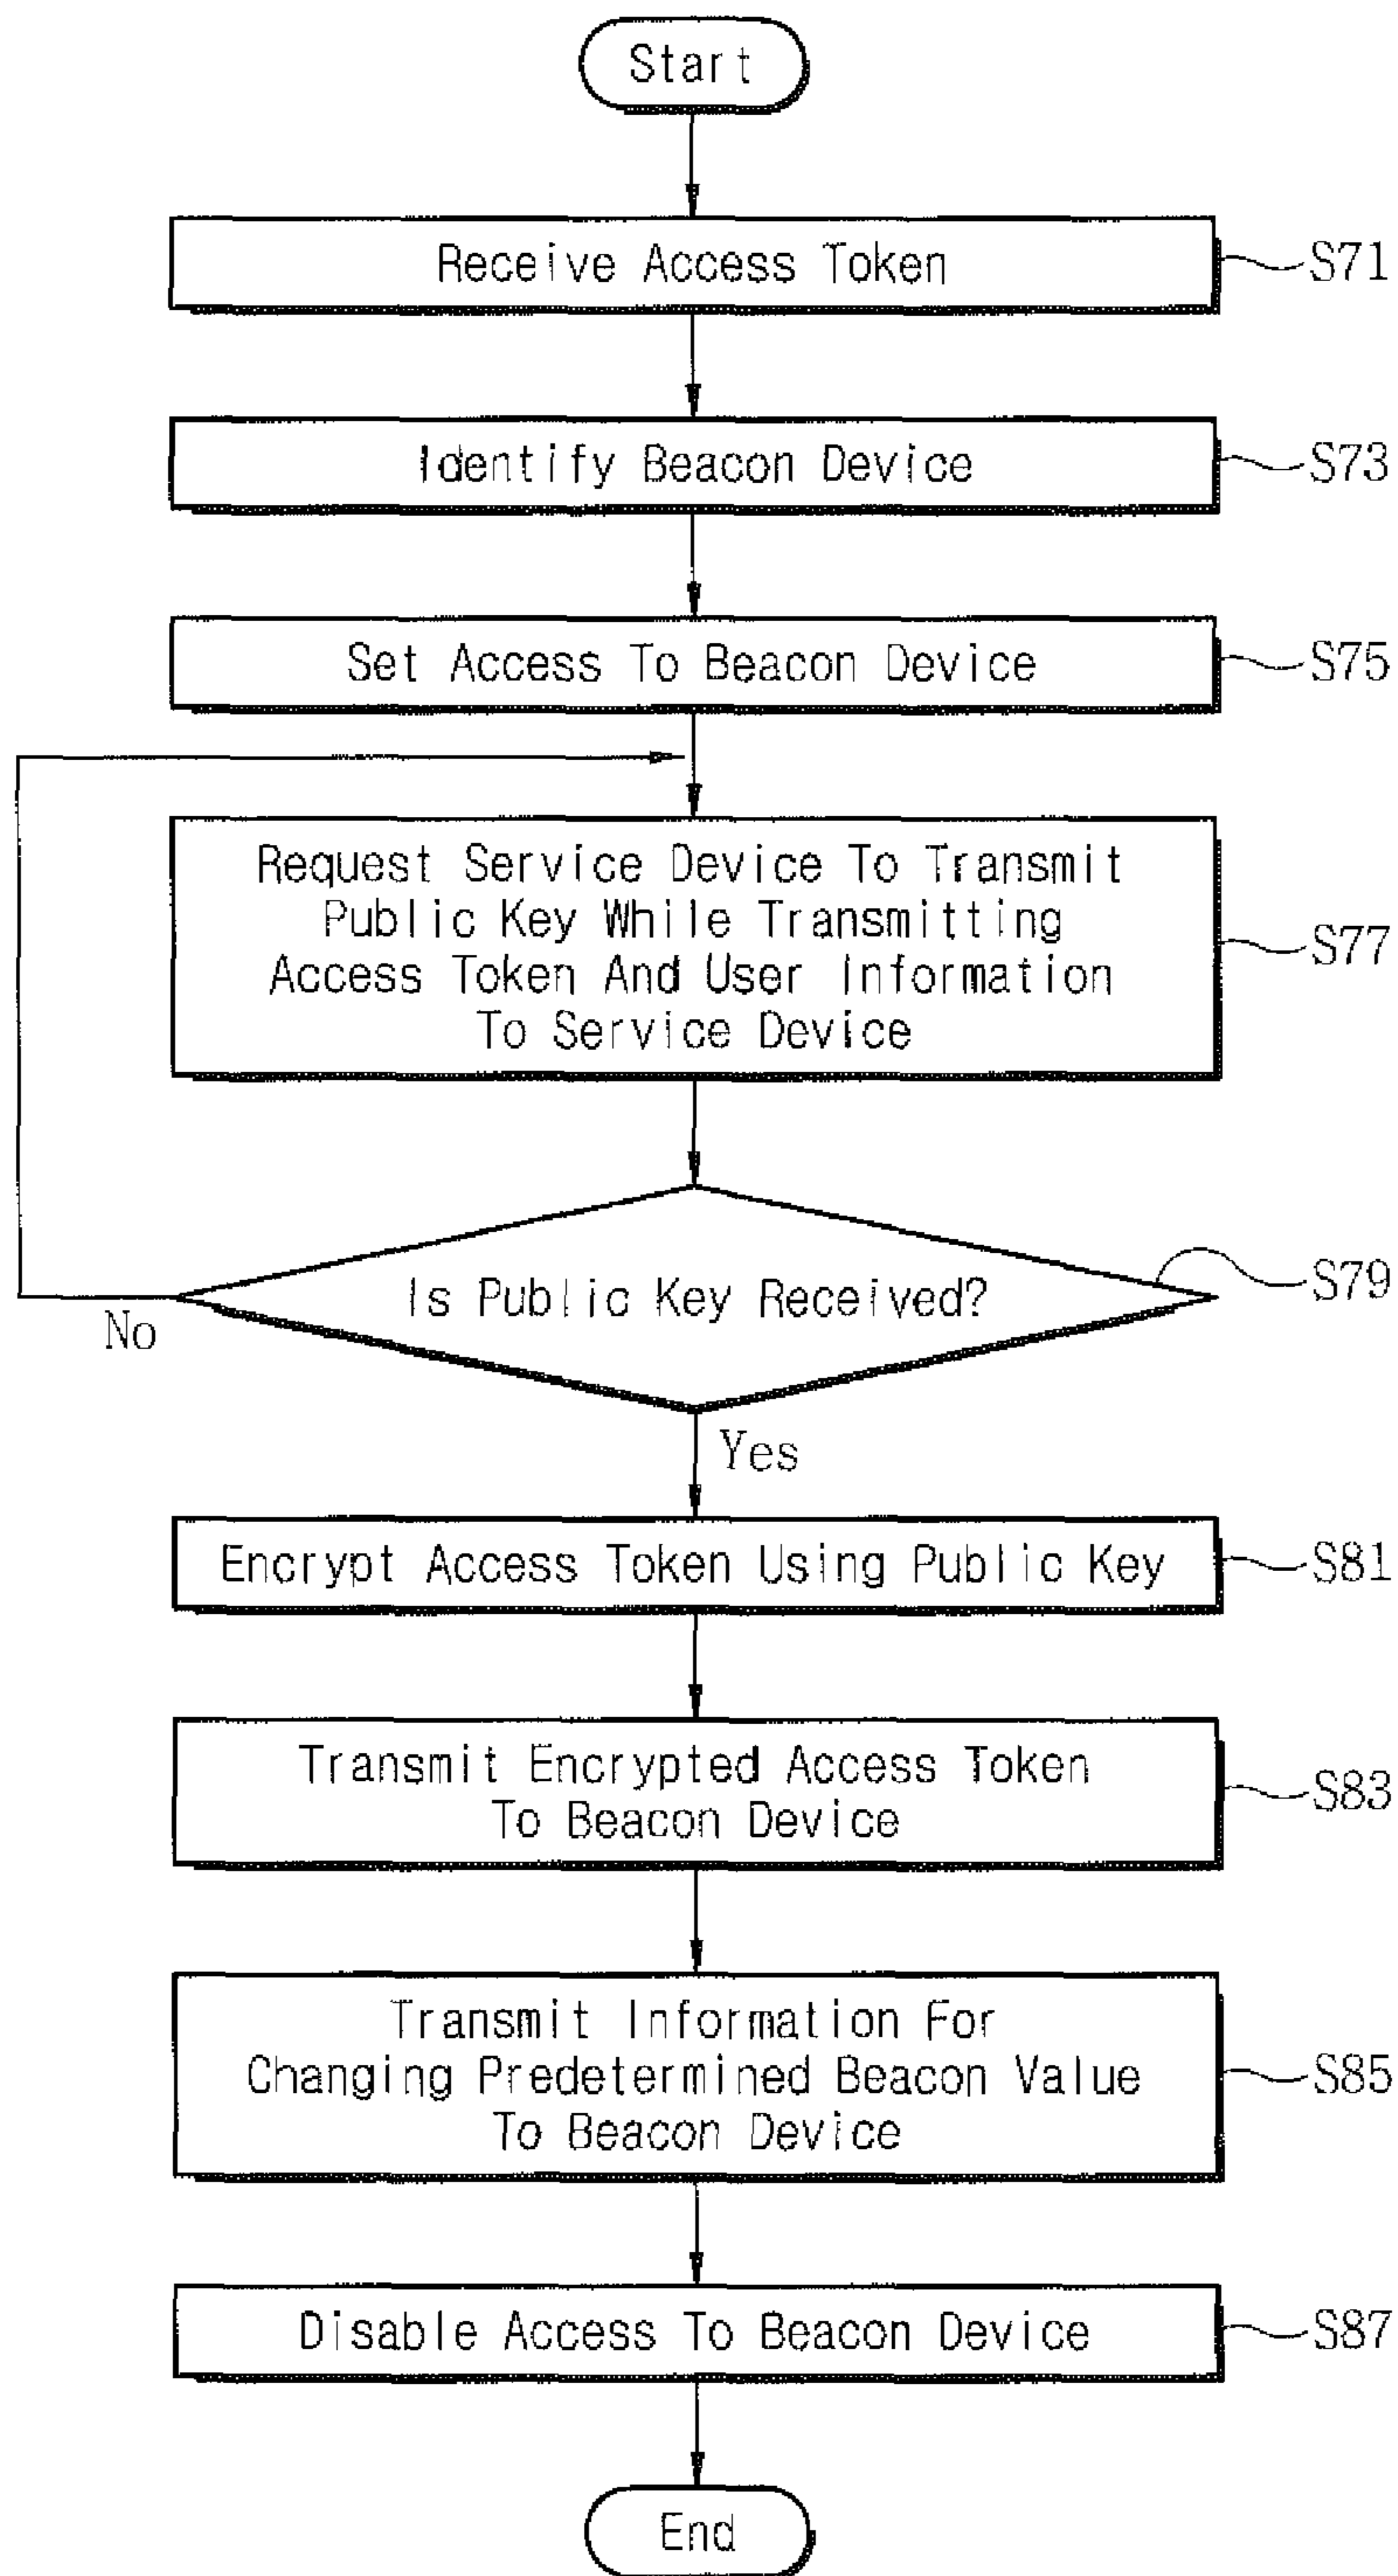 Start
Receive Access Token
S71
Identify Beacon Device
S73
Set Access To Beacon Device
S75
Request Service Device To Transmit
Public Key While Transmitting
Access Token And User Information
To Service Device
S77
Is Public Key Received?
S79
No
Yes
Encrypt Access Token Using Public Key
S81
Transmit Encrypted Access Token
To Beacon Device
S83
Transmit Information For
Changing Predetermined Beacon Value
To Beacon Device
S85
Disable Access To Beacon Device
S87
End